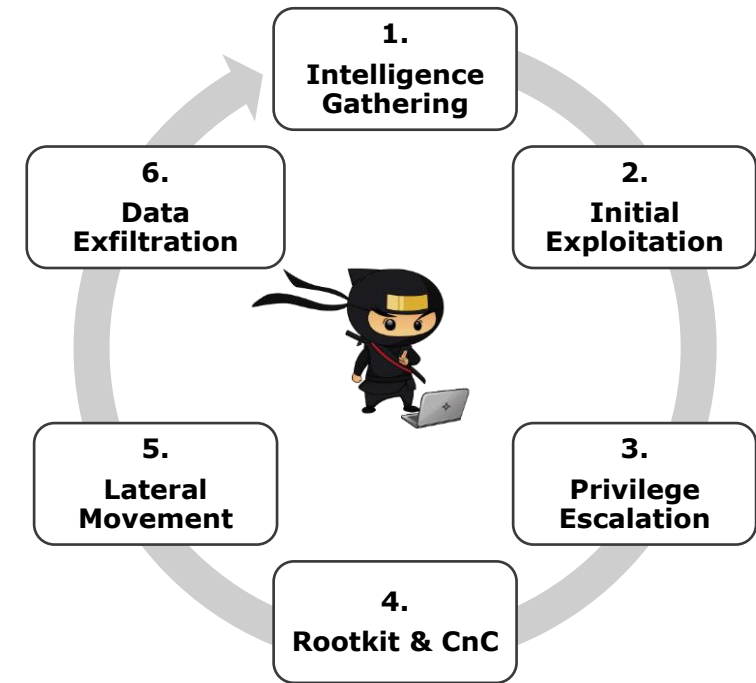 1.
Intelligence
Gathering
2.
Initial
Exploitation
3.
Privilege
Escalation
4.
Rootkit & CnC
5.
Lateral
Movement
6.
Data
Exfiltration